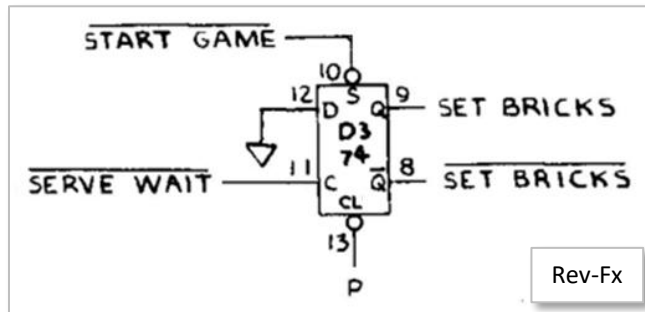 START GAME
10
S
12 D Q 9 SET BRICKS
D3
74
SERVE WAIT 11 C Q 8 SET BRICKS
CL
13
P
Rev-Fx